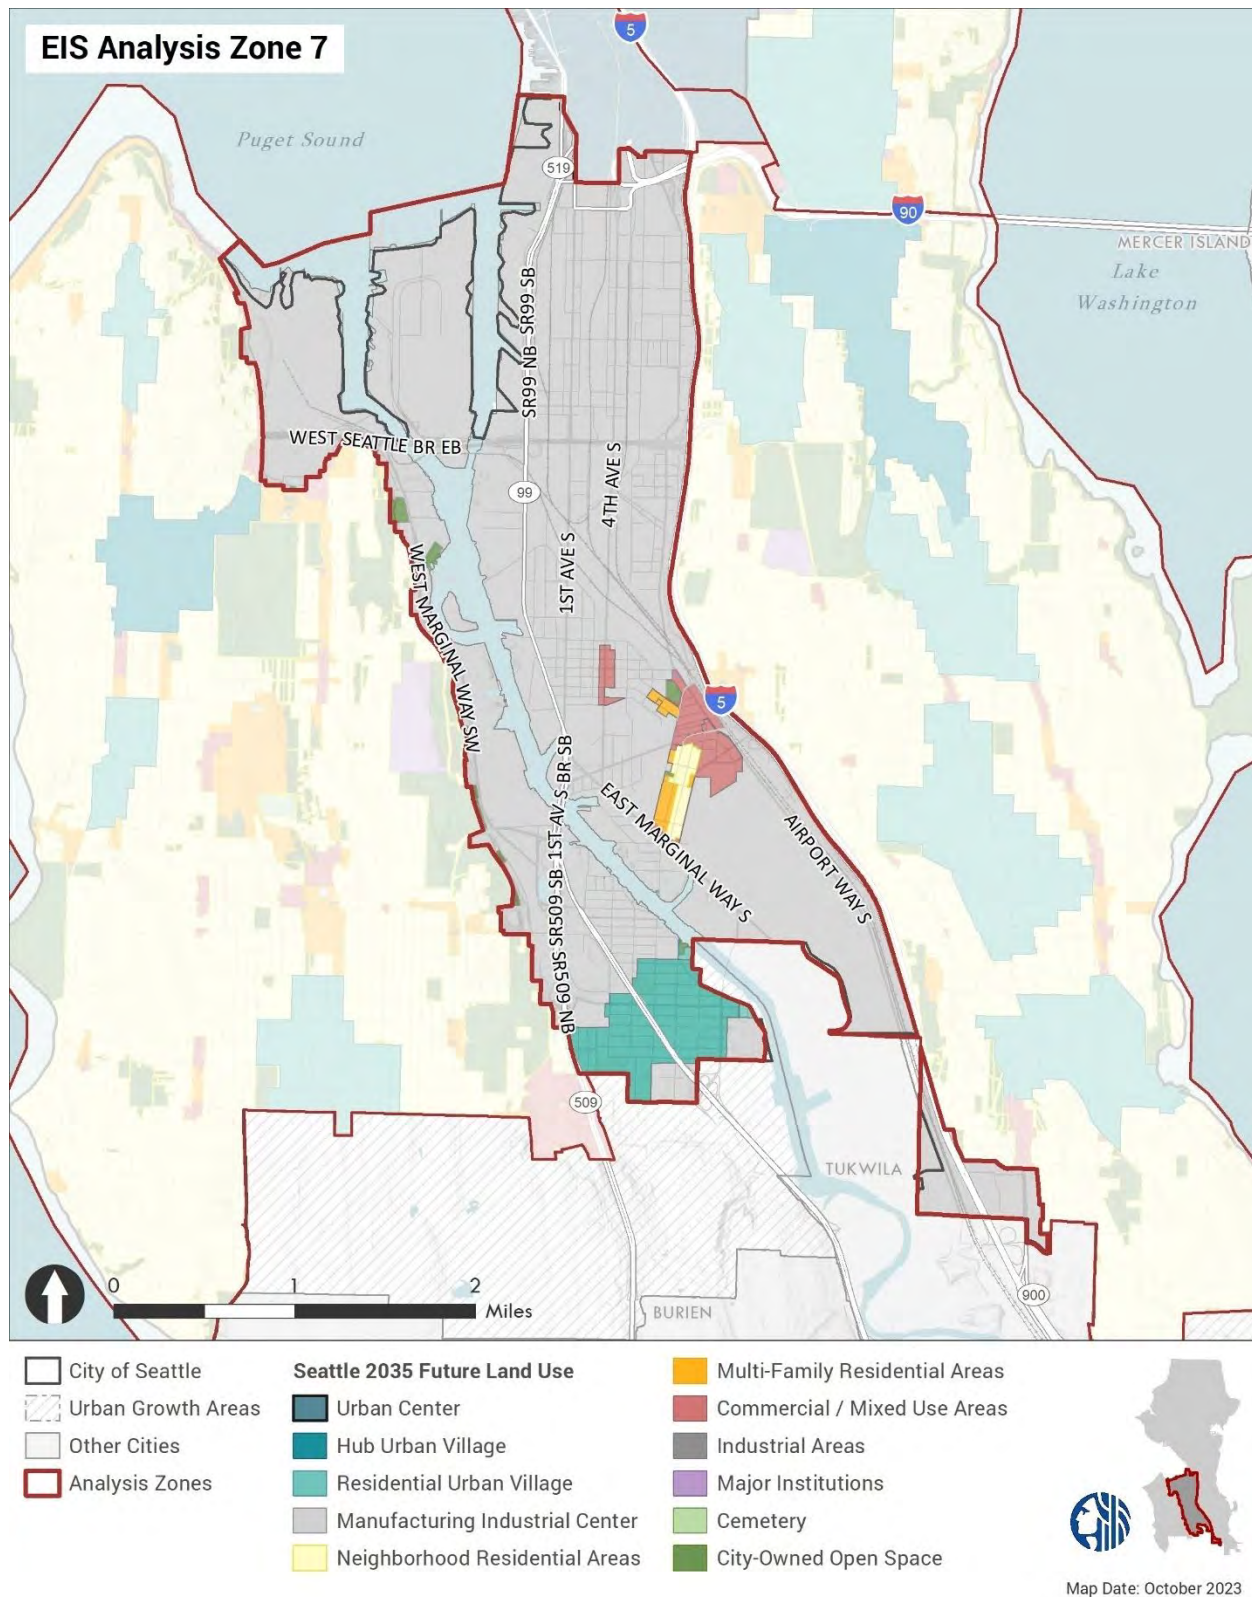 EIS Analysis Zone 7
5
Puget Sound
519
90
MERCER ISLAND
Lake
Washington
SR99 NB SR99 SB
WEST SEATTLE BR EB
4TH AVE S
99
1ST AVE S
WEST MARGINAL WAY SW
5
EAST MARGINAL WAY S
AIRPORT WAY S
SR509 NB SR509 SB 1ST AV S BR SB
509
TUKWILA
900
BURIEN
0 1 2
Miles
City of Seattle
Urban Growth Areas
Other Cities
Analysis Zones
Seattle 2035 Future Land Use
Urban Center
Hub Urban Village
Residential Urban Village
Manufacturing Industrial Center
Neighborhood Residential Areas
Multi-Family Residential Areas
Commercial / Mixed Use Areas
Industrial Areas
Major Institutions
Cemetery
City-Owned Open Space
Map Date: October 2023